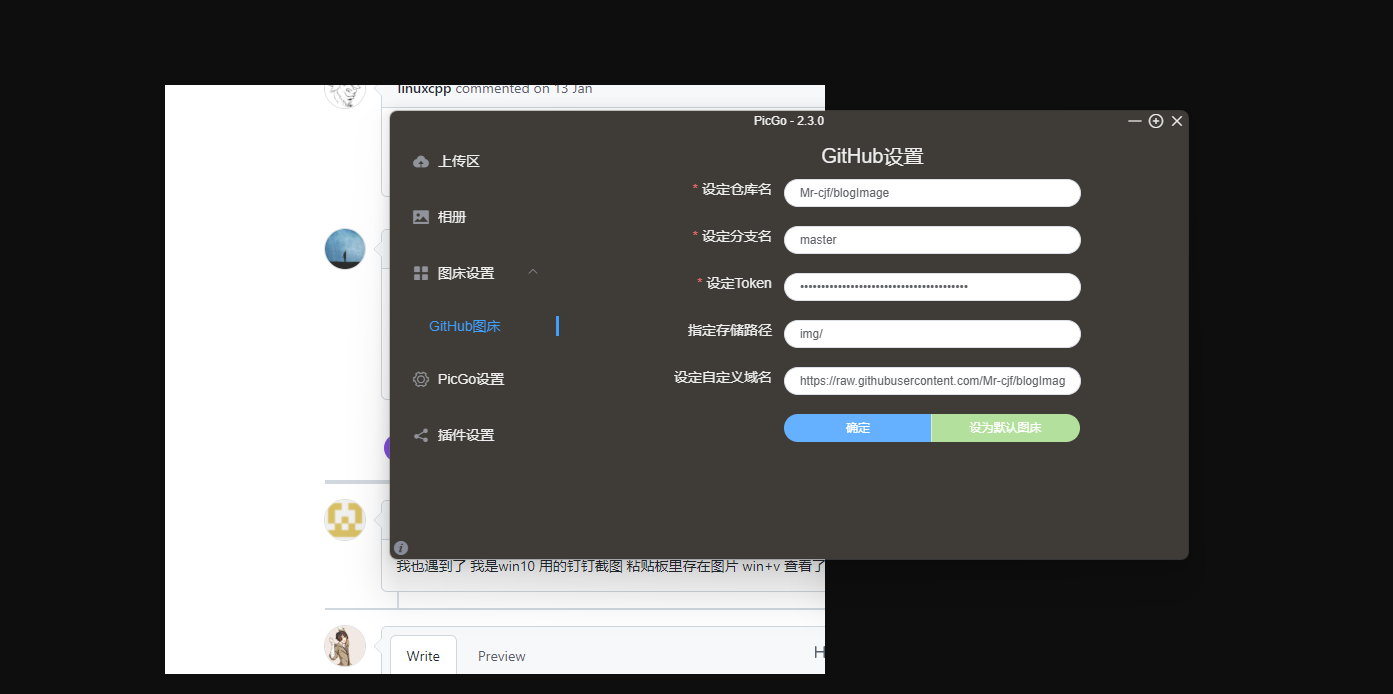 linuxcpp commented on 13 Jan
PicGo - 2.3.0
上传区
相册
图床设置
GitHub图床
PicGo设置
插件设置
GitHub设置
* 设定仓库名
Mr-cjf/blogImage
* 设定分支名
master
* 设定Token
••••••••••••••••••••••••••••••••••••••••
指定存储路径
img/
设定自定义域名
https://raw.githubusercontent.com/Mr-cjf/blogImag
确定
设为默认图床
我也遇到了 我是win10 用的钉钉截图 粘贴板里存在图片 win+v 查看了
Write
Preview
H